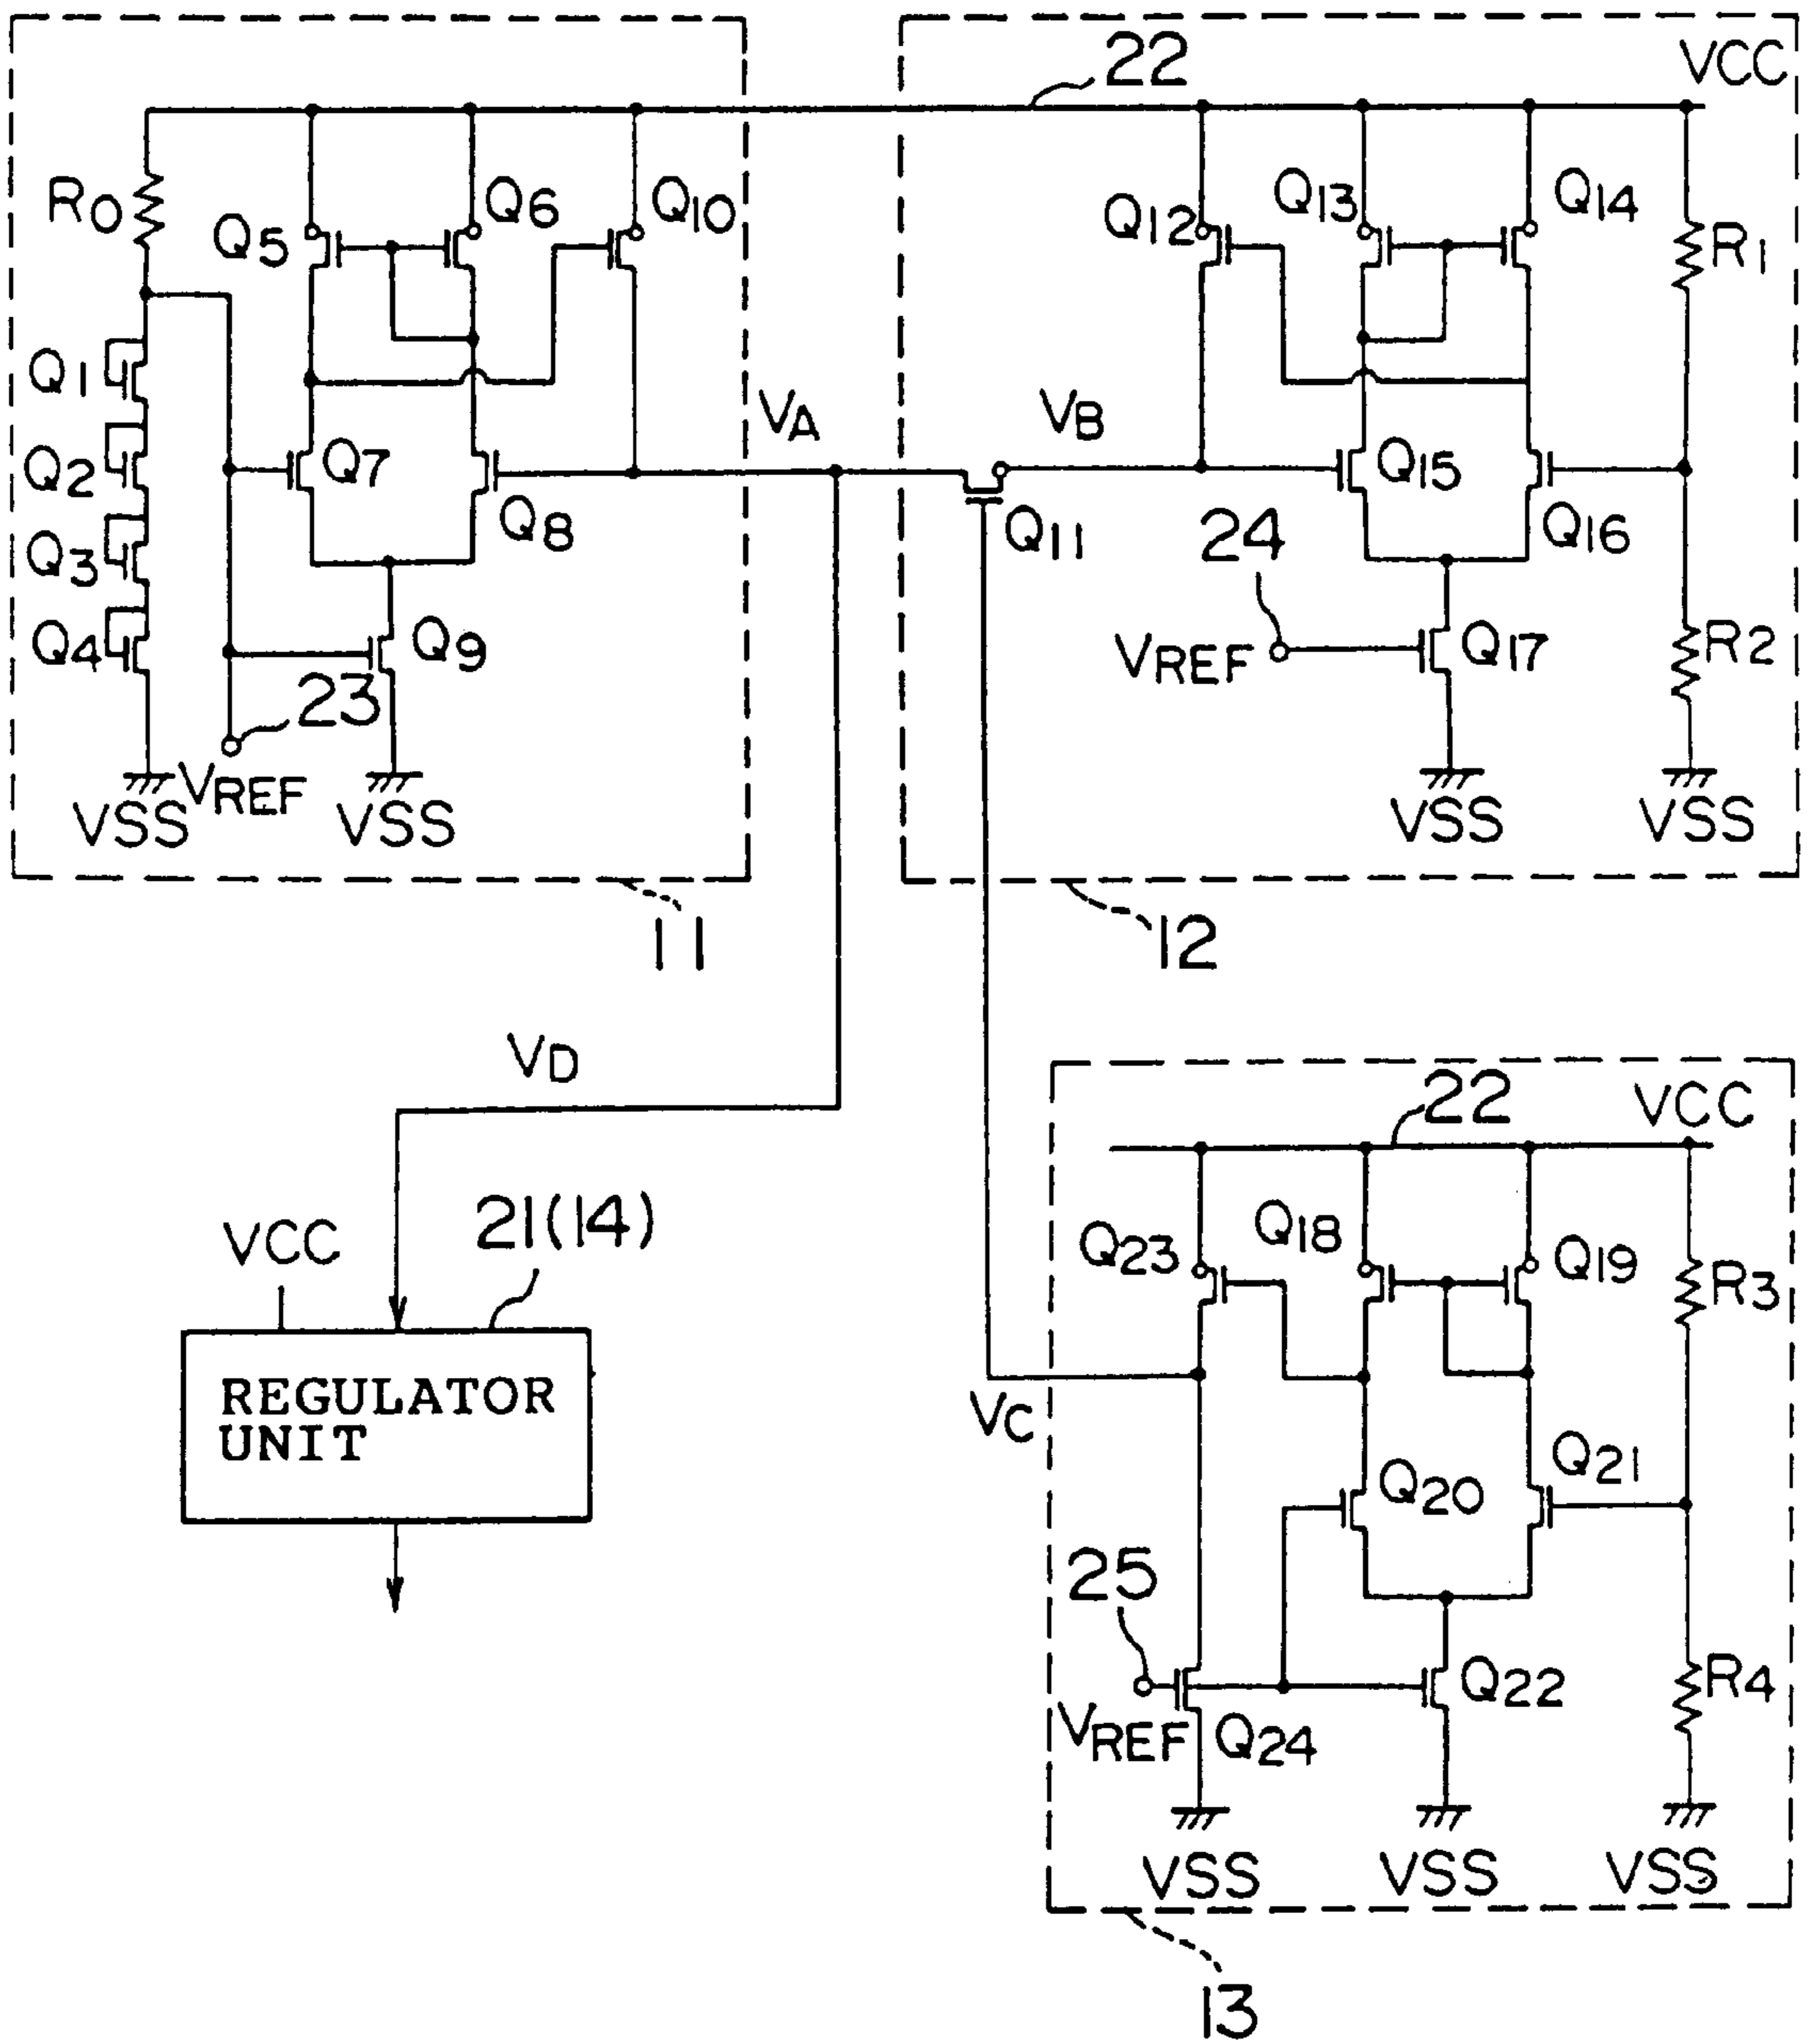 22
VCC
R0
Q5
Q6
Q10
Q12
Q13
Q14
R1
Q1
Q2
Q3
Q4
Q7
Q8
Q9
VA
VB
Q11
Q15
Q16
24
VREF
Q17
R2
23
VREF
VSS
VSS
VSS
VSS
11
12
VD
22
VCC
VCC
21(14)
REGULATOR
UNIT
Q23
Q18
Q19
R3
VC
Q20
Q21
25
VREF
Q24
Q22
R4
VSS
VSS
VSS
13